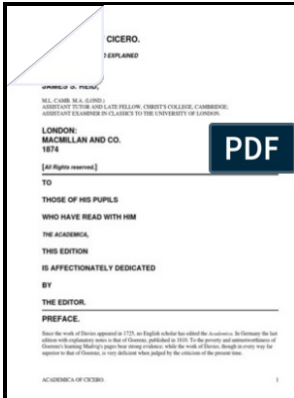 CICERO.
EXPLAINED
JAMES S. REID,
M.L. CAMB. M.A. (LOND.)
ASSISTANT TUTOR AND LATE FELLOW, CHRIST'S COLLEGE, CAMBRIDGE;
ASSISTANT EXAMINER IN CLASSICS TO THE UNIVERSITY OF LONDON.
LONDON:
MACMILLAN AND CO.
1874
[All Rights reserved.]
PDF
TO
THOSE OF HIS PUPILS
WHO HAVE READ WITH HIM
THE ACADEMICA,
THIS EDITION
IS AFFECTIONATELY DEDICATED
BY
THE EDITOR.
PREFACE.
Since the work of Davies appeared in 1725, no English scholar has edited the Academica. In Germany the last
edition with explanatory notes is that of Goerenz, published in 1810. To the poverty and untrustworthiness of
Goerenz's learning Madvig's pages bear strong evidence; while the work of Davies, though in every way far
superior to that of Goerenz, is very deficient when judged by the criticism of the present time.
ACADEMICA OF CICERO. 1